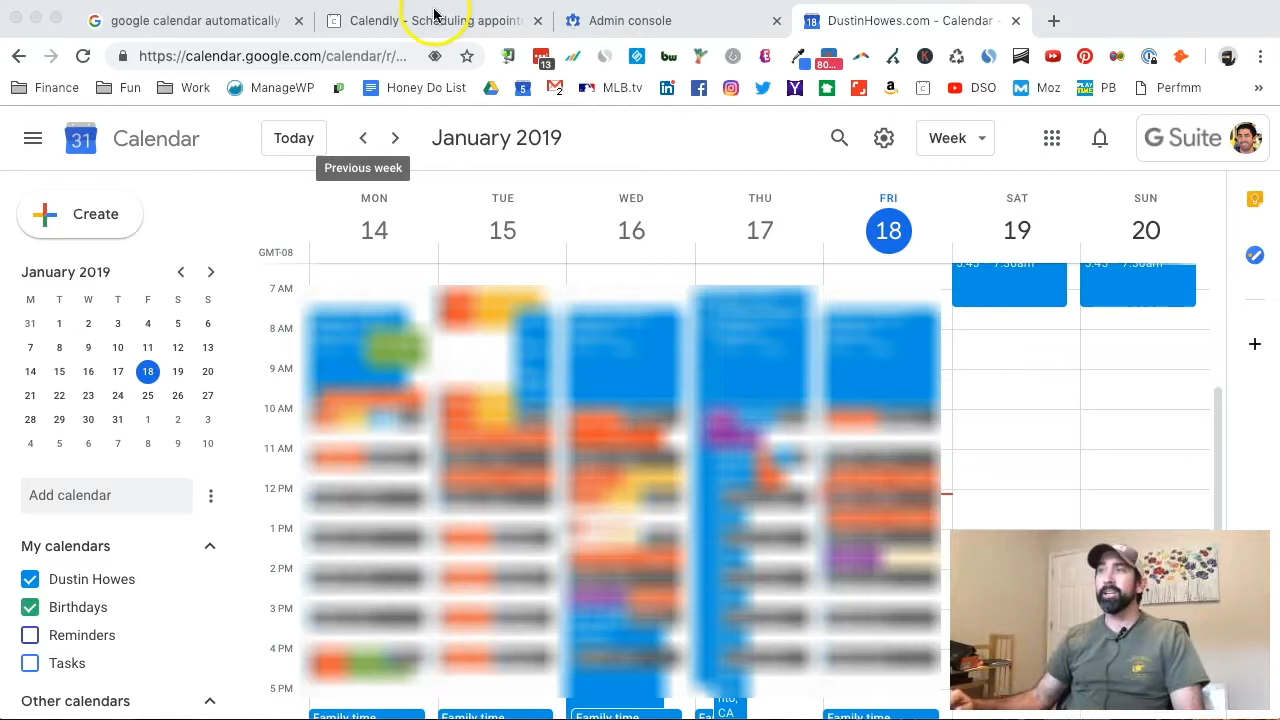 google calendar automatically
Calendly - Scheduling appoint
Admin console
DustinHowes.com - Calendar -
https://calendar.google.com/calendar/r/...
13
80...
Finance
Fun
Work
ManageWP
Honey Do List
5
2
MLB.tv
DSO
Moz
PB
Perfmm
»
31
Calendar
Today
January 2019
Week
G Suite
Previous week
Create
MON
TUE
WED
THU
FRI
SAT
SUN
14
15
16
17
18
19
20
GMT-08
January 2019
M T W T F S S
31 1 2 3 4 5 6
7 8 9 10 11 12 13
14 15 16 17 18 19 20
21 22 23 24 25 26 27
28 29 30 31 1 2 3
4 5 6 7 8 9 10
7 AM
8 AM
9 AM
10 AM
11 AM
12 PM
1 PM
2 PM
3 PM
4 PM
5 PM
Add calendar
My calendars
Dustin Howes
Birthdays
Reminders
Tasks
Other calendars
CA
Family time
Family time
Family time
Family time